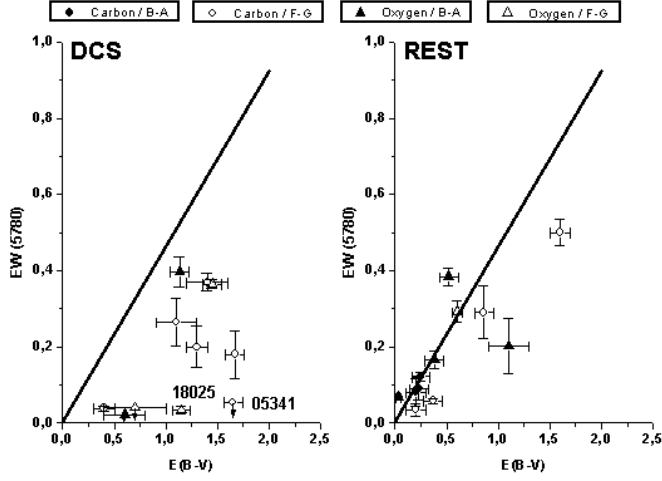 Carbon / B-A
Carbon / F-G
Oxygen / B-A
Oxygen / F-G
DCS
REST
1,0
0,8
0,6
0,4
0,2
0,0
EW (5780)
18025
05341
0,0 0,5 1,0 1,5 2,0 2,5
E(B-V)
1,0
0,8
0,6
0,4
0,2
0,0
EW (5780)
0,0 0,5 1,0 1,5 2,0 2,5
E(B-V)